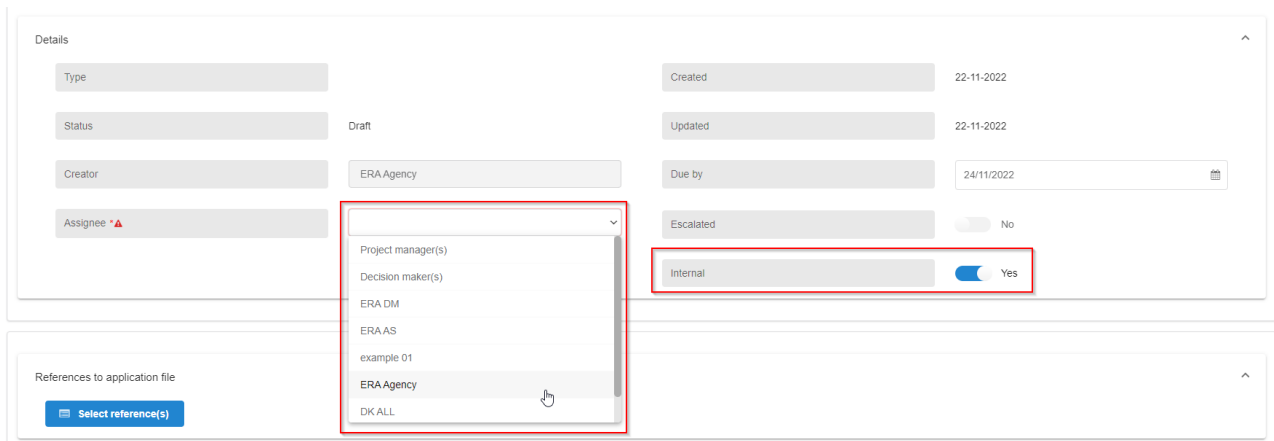 Details
Type
Created
22-11-2022
Status
Draft
Updated
22-11-2022
Creator
ERA Agency
Due by
24/11/2022
Assignee *
Escalated
No
Internal
Yes
Project manager(s)
Decision maker(s)
ERA DM
ERA AS
example 01
ERA Agency
DK ALL
References to application file
Select reference(s)